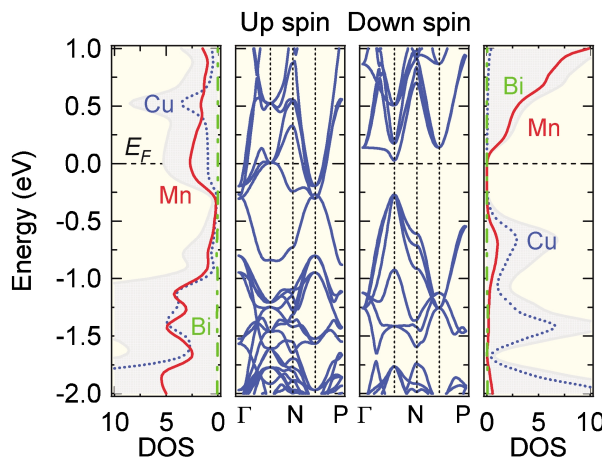 Up spin Down spin
1.0
0.5
0.0
-0.5
-1.0
-1.5
-2.0
Energy (eV)
Cu
E_F
Mn
Bi
Bi
Mn
Cu
10 5 0 Γ N P Γ N P 0 5 10
DOS DOS